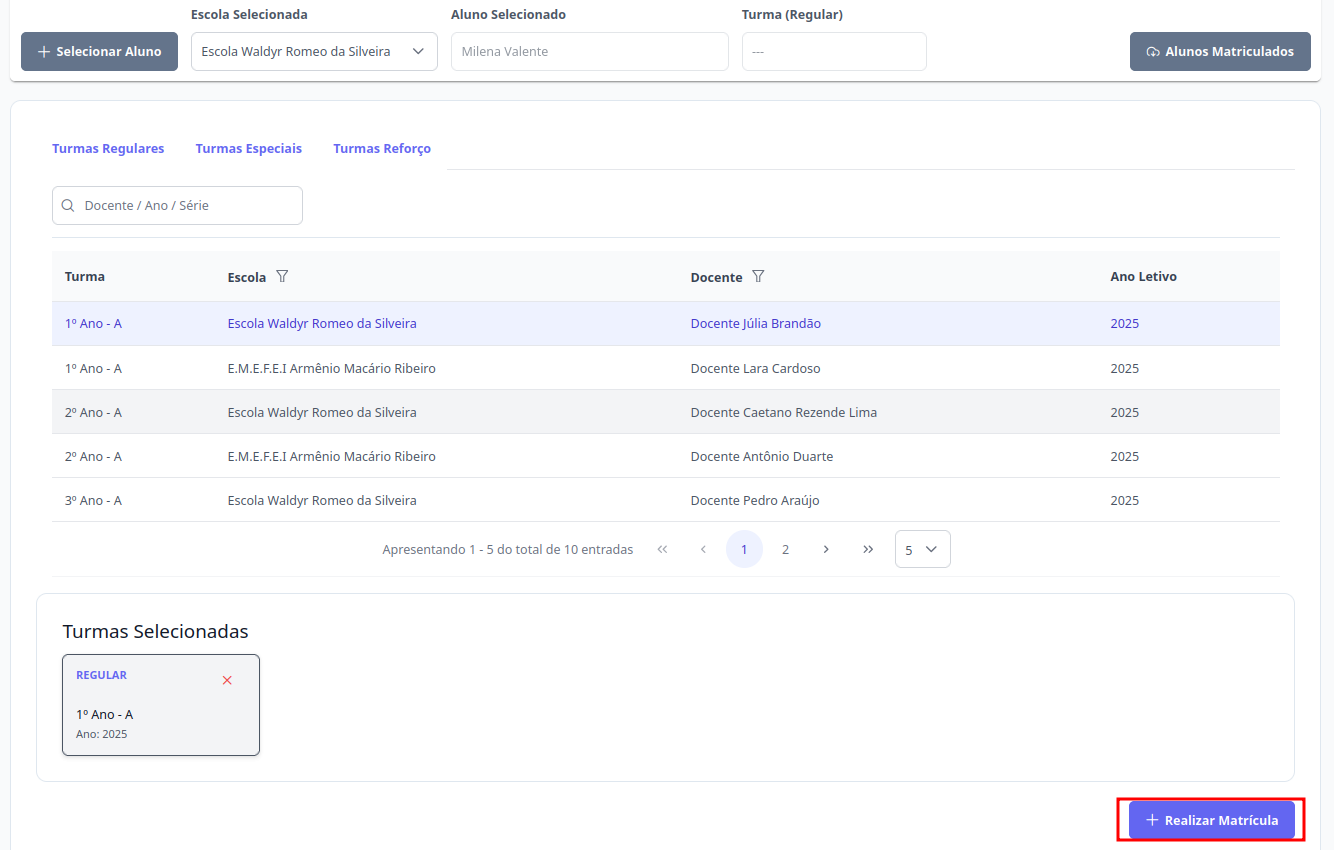 Escola Selecionada Aluno Selecionado Turma (Regular)
Selecionar Aluno Escola Waldyr Romeo da Silveira Milena Valente --- Alunos Matriculados
Turmas Regulares Turmas Especiais Turmas Reforço
Docente / Ano / Série
Turma Escola Docente Ano Letivo
1º Ano - A Escola Waldyr Romeo da Silveira Docente Júlia Brandão 2025
1º Ano - A E.M.E.F.E.I Armênio Macário Ribeiro Docente Lara Cardoso 2025
2º Ano - A Escola Waldyr Romeo da Silveira Docente Caetano Rezende Lima 2025
2º Ano - A E.M.E.F.E.I Armênio Macário Ribeiro Docente Antônio Duarte 2025
3º Ano - A Escola Waldyr Romeo da Silveira Docente Pedro Araújo 2025
Apresentando 1 - 5 do total de 10 entradas 1 2 5
Turmas Selecionadas
REGULAR
1º Ano - A
Ano: 2025
Realizar Matrícula